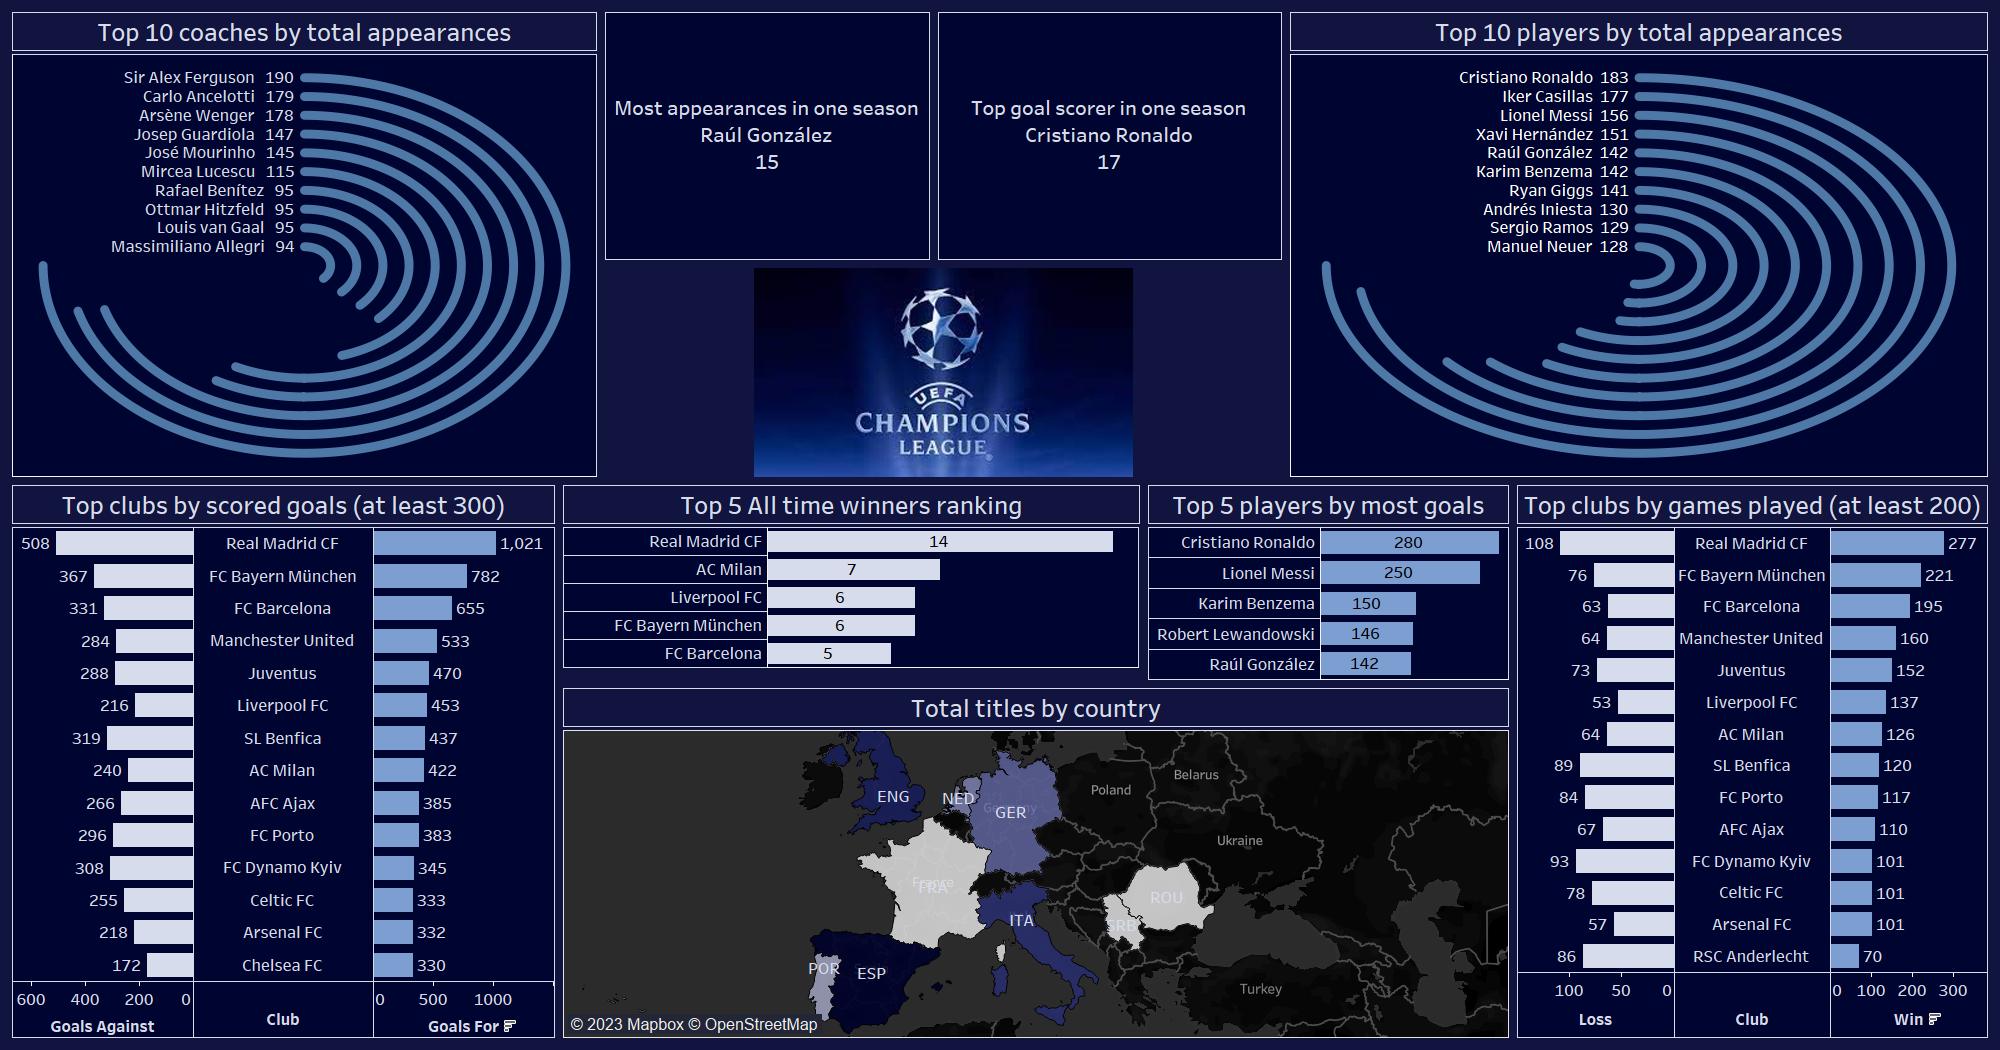 Top 10 coaches by total appearances
Sir Alex Ferguson 190
Carlo Ancelotti 179
Arsène Wenger 178
Josep Guardiola 147
José Mourinho 145
Mircea Lucescu 115
Rafael Benítez 95
Ottmar Hitzfeld 95
Louis van Gaal 95
Massimiliano Allegri 94
Most appearances in one season
Raúl González
15
Top goal scorer in one season
Cristiano Ronaldo
17
UEFA
CHAMPIONS
LEAGUE®
Top 10 players by total appearances
Cristiano Ronaldo 183
Iker Casillas 177
Lionel Messi 156
Xavi Hernández 151
Raúl González 142
Karim Benzema 142
Ryan Giggs 141
Andrés Iniesta 130
Sergio Ramos 129
Manuel Neuer 128
Top clubs by scored goals (at least 300)
508 Real Madrid CF 1,021
367 FC Bayern München 782
331 FC Barcelona 655
284 Manchester United 533
288 Juventus 470
216 Liverpool FC 453
319 SL Benfica 437
240 AC Milan 422
266 AFC Ajax 385
296 FC Porto 383
308 FC Dynamo Kyiv 345
255 Celtic FC 333
218 Arsenal FC 332
172 Chelsea FC 330
600 400 200 0 0 500 1000
Goals Against Club Goals For
Top 5 All time winners ranking
Real Madrid CF 14
AC Milan 7
Liverpool FC 6
FC Bayern München 6
FC Barcelona 5
Top 5 players by most goals
Cristiano Ronaldo 280
Lionel Messi 250
Karim Benzema 150
Robert Lewandowski 146
Raúl González 142
Total titles by country
Belarus
Poland
ENG
NED
Germany
GER
Ukraine
France
FRA
ROU
ITA
SRB
POR
ESP
Turkey
© 2023 Mapbox © OpenStreetMap
Top clubs by games played (at least 200)
108 Real Madrid CF 277
76 FC Bayern München 221
63 FC Barcelona 195
64 Manchester United 160
73 Juventus 152
53 Liverpool FC 137
64 AC Milan 126
89 SL Benfica 120
84 FC Porto 117
67 AFC Ajax 110
93 FC Dynamo Kyiv 101
78 Celtic FC 101
57 Arsenal FC 101
86 RSC Anderlecht 70
100 50 0 0 100 200 300
Loss Club Win